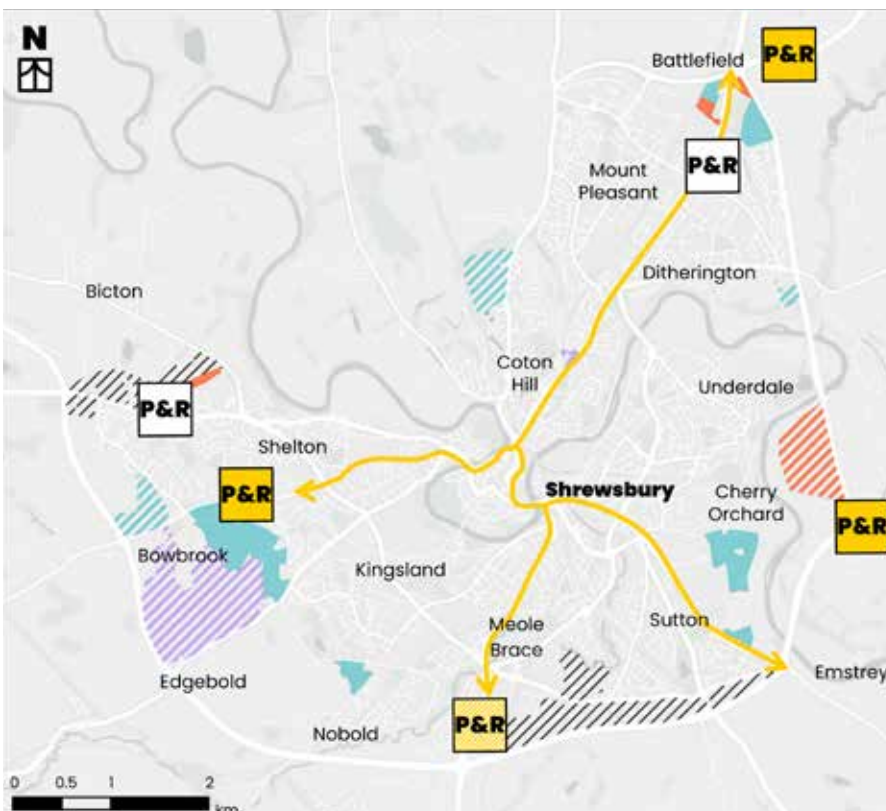 N
Battlefield
P&R
P&R
Mount
Pleasant
Ditherington
Bicton
Coton
Hill
Underdale
P&R
Shelton
P&R
Shrewsbury
Cherry
Orchard
P&R
Bowbrook
Kingsland
Meole
Brace
Sutton
Emstrey
Edgebold
P&R
Nobold
0 0.5 1 2
km